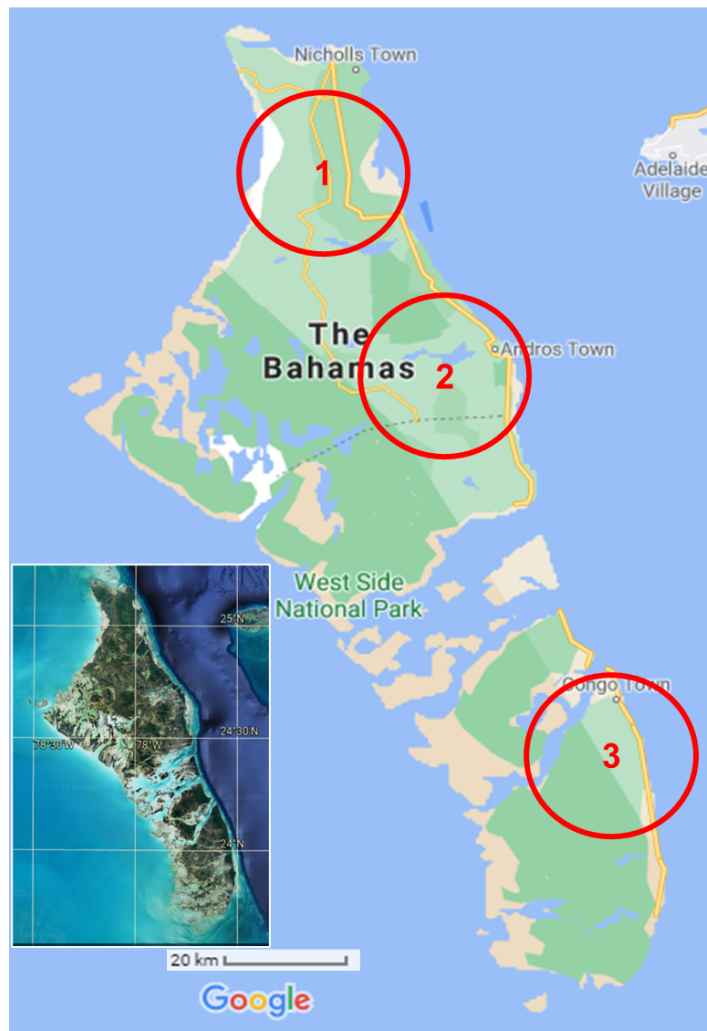 Nicholls Town
1
Adelaide
Village
The
Bahamas
2
Andros Town
West Side
National Park
25°N
24°30'N
78°30'W
78°W
24°N
Congo Town
3
20 km
Google